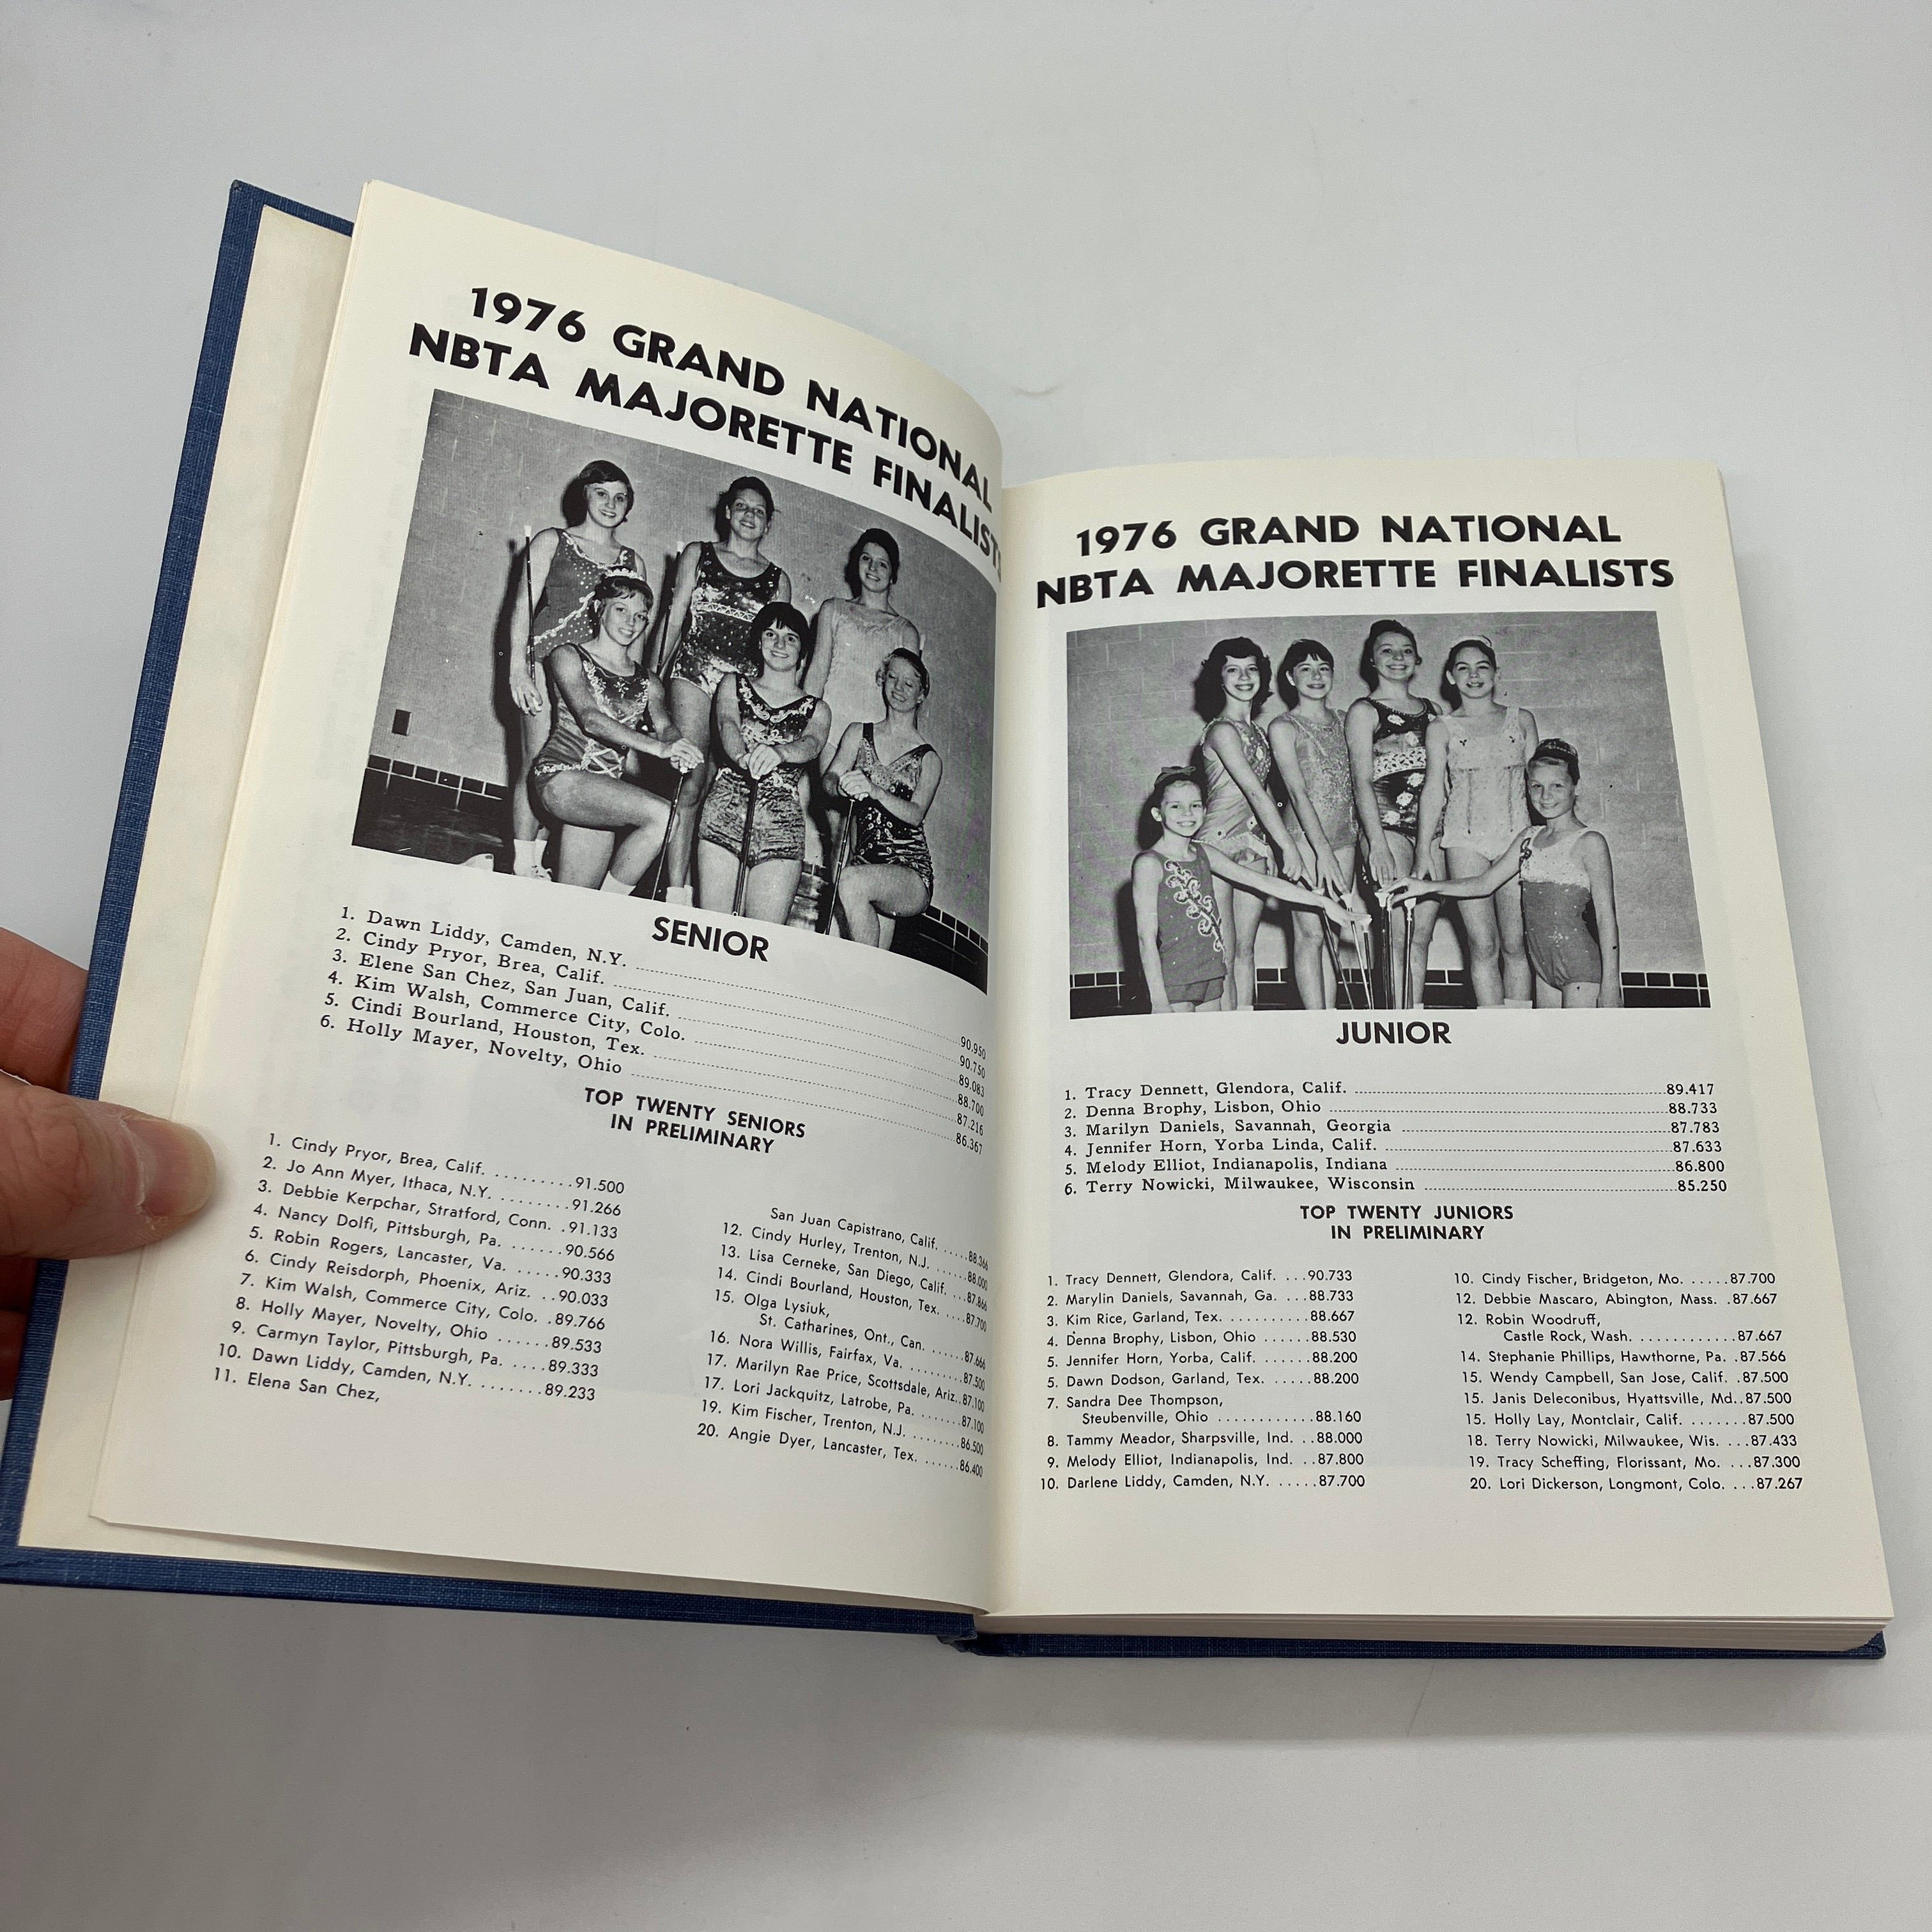 1976 GRAND NATIONAL
NBTA MAJORETTE FINALISTS
SENIOR
1. Dawn Liddy, Camden, N.Y. ........ 90.950
2. Cindy Pryor, Brea, Calif. ........ 90.750
3. Elene San Chez, San Juan, Calif. ........ 89.083
4. Kim Walsh, Commerce City, Colo. ........ 88.700
5. Cindi Bourland, Houston, Tex. ........ 87.216
6. Holly Mayer, Novelty, Ohio ........ 86.367
TOP TWENTY SENIORS
IN PRELIMINARY
1. Cindy Pryor, Brea, Calif. .........91.500
2. Jo Ann Myer, Ithaca, N.Y. ........91.266
3. Debbie Kerpchar, Stratford, Conn. .91.133
4. Nancy Dolfi, Pittsburgh, Pa. .......90.566
5. Robin Rogers, Lancaster, Va. ......90.333
6. Cindy Reisdorph, Phoenix, Ariz. ...90.033
7. Kim Walsh, Commerce City, Colo. .89.766
8. Holly Mayer, Novelty, Ohio ......89.533
9. Carmyn Taylor, Pittsburgh, Pa. ....89.333
10. Dawn Liddy, Camden, N.Y. ........89.233
11. Elena San Chez,
San Juan Capistrano, Calif. ......88.366
12. Cindy Hurley, Trenton, N.J. .......88.000
13. Lisa Cerneke, San Diego, Calif. ...87.866
14. Cindi Bourland, Houston, Tex. ....87.700
15. Olga Lysiuk,
St. Catharines, Ont., Can. ......87.666
16. Nora Willis, Fairfax, Va. .........87.500
17. Marilyn Rae Price, Scottsdale, Ariz..87.100
17. Lori Jackquitz, Latrobe, Pa. .......87.100
19. Kim Fischer, Trenton, N.J. ........86.500
20. Angie Dyer, Lancaster, Tex. ......86.400
1976 GRAND NATIONAL
NBTA MAJORETTE FINALISTS
JUNIOR
1. Tracy Dennett, Glendora, Calif. ........ 89.417
2. Denna Brophy, Lisbon, Ohio ........ 88.733
3. Marilyn Daniels, Savannah, Georgia ........ 87.783
4. Jennifer Horn, Yorba Linda, Calif. ........ 87.633
5. Melody Elliot, Indianapolis, Indiana ........ 86.800
6. Terry Nowicki, Milwaukee, Wisconsin ........ 85.250
TOP TWENTY JUNIORS
IN PRELIMINARY
1. Tracy Dennett, Glendora, Calif. ...90.733
2. Marylin Daniels, Savannah, Ga. ...88.733
3. Kim Rice, Garland, Tex. .........88.667
4. Denna Brophy, Lisbon, Ohio ......88.530
5. Jennifer Horn, Yorba, Calif. .......88.200
5. Dawn Dodson, Garland, Tex. ......88.200
7. Sandra Dee Thompson,
Steubenville, Ohio ............88.160
8. Tammy Meador, Sharpsville, Ind. ...88.000
9. Melody Elliot, Indianapolis, Ind. ...87.800
10. Darlene Liddy, Camden, N.Y. .....87.700
10. Cindy Fischer, Bridgeton, Mo. ......87.700
12. Debbie Mascaro, Abington, Mass. ..87.667
12. Robin Woodruff,
Castle Rock, Wash. ............87.667
14. Stephanie Phillips, Hawthorne, Pa. ..87.566
15. Wendy Campbell, San Jose, Calif. .87.500
15. Janis Deleconibus, Hyattsville, Md..87.500
15. Holly Lay, Montclair, Calif. ........87.500
18. Terry Nowicki, Milwaukee, Wis. ....87.433
19. Tracy Scheffing, Florissant, Mo. ....87.300
20. Lori Dickerson, Longmont, Colo. ....87.267